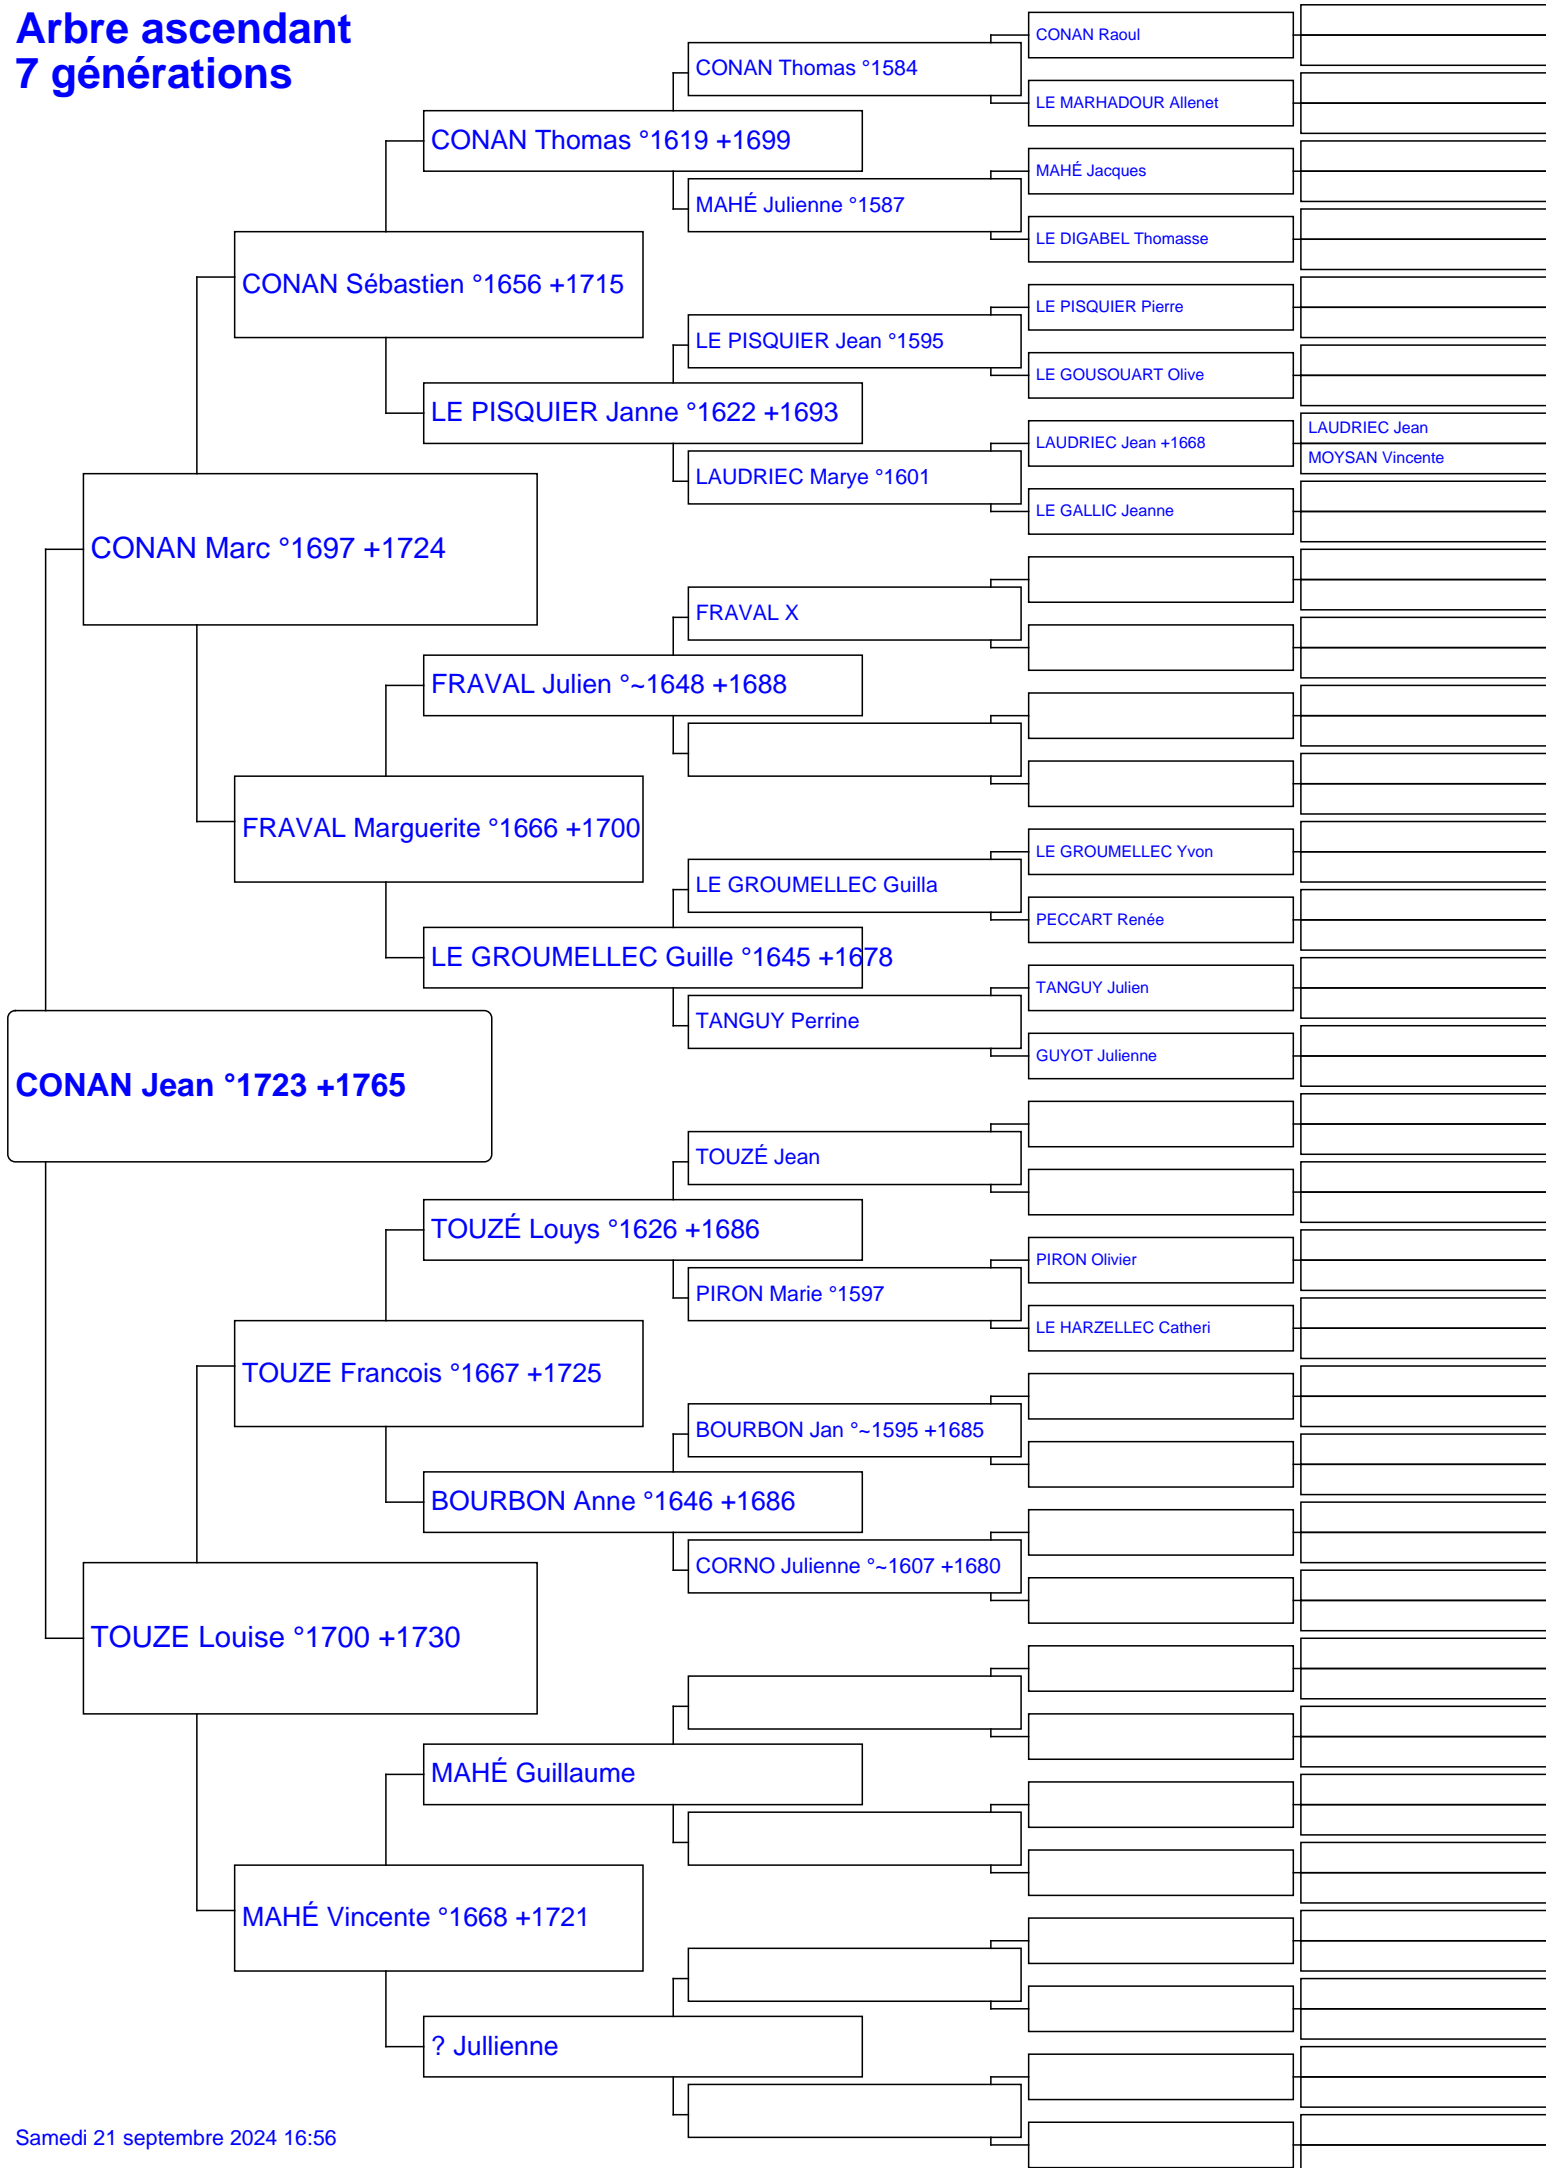 Arbre ascendant
7 générations
CONAN Raoul
CONAN Thomas °1584
LE MARHADOUR Allenet
CONAN Thomas °1619 +1699
MAHÉ Jacques
MAHÉ Julienne °1587
LE DIGABEL Thomasse
CONAN Sébastien °1656 +1715
LE PISQUIER Pierre
LE PISQUIER Jean °1595
LE GOUSOUART Olive
LE PISQUIER Janne °1622 +1693
LAUDRIEC Jean
LAUDRIEC Jean +1668
MOYSAN Vincente
LAUDRIEC Marye °1601
LE GALLIC Jeanne
CONAN Marc °1697 +1724
FRAVAL X
FRAVAL Julien °~1648 +1688
FRAVAL Marguerite °1666 +1700
LE GROUMELLEC Yvon
LE GROUMELLEC Guilla
PECCART Renée
LE GROUMELLEC Guille °1645 +1678
TANGUY Julien
TANGUY Perrine
GUYOT Julienne
CONAN Jean °1723 +1765
TOUZÉ Jean
TOUZÉ Louys °1626 +1686
PIRON Olivier
PIRON Marie °1597
LE HARZELLEC Catheri
TOUZE Francois °1667 +1725
BOURBON Jan °~1595 +1685
BOURBON Anne °1646 +1686
CORNO Julienne °~1607 +1680
TOUZE Louise °1700 +1730
MAHÉ Guillaume
MAHÉ Vincente °1668 +1721
? Jullienne
Samedi 21 septembre 2024 16:56